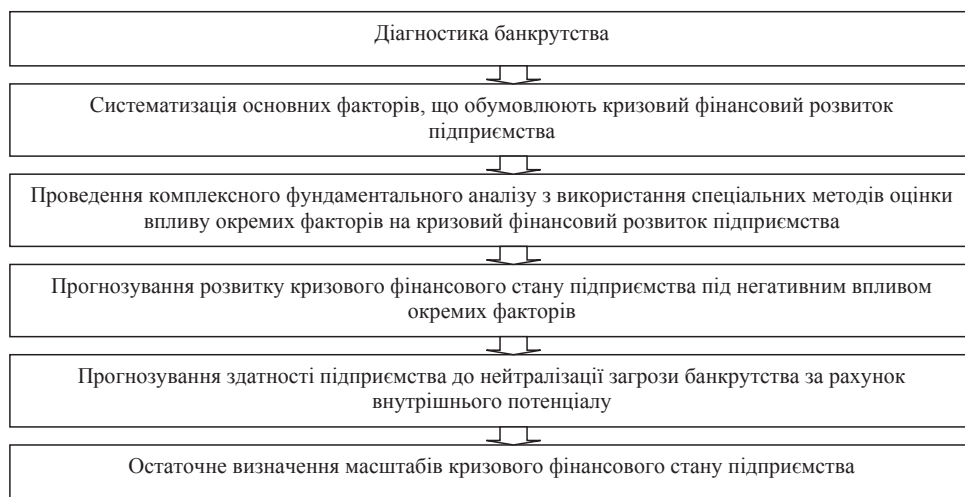 Діагностика банкрутства
Систематизація основних факторів, що обумовлюють кризовий фінансовий розвиток
підприємства
Проведення комплексного фундаментального аналізу з використання спеціальних методів оцінки
впливу окремих факторів на кризовий фінансовий розвиток підприємства
Прогнозування розвитку кризового фінансового стану підприємства під негативним впливом
окремих факторів
Прогнозування здатності підприємства до нейтралізації загрози банкрутства за рахунок
внутрішнього потенціалу
Остаточне визначення масштабів кризового фінансового стану підприємства